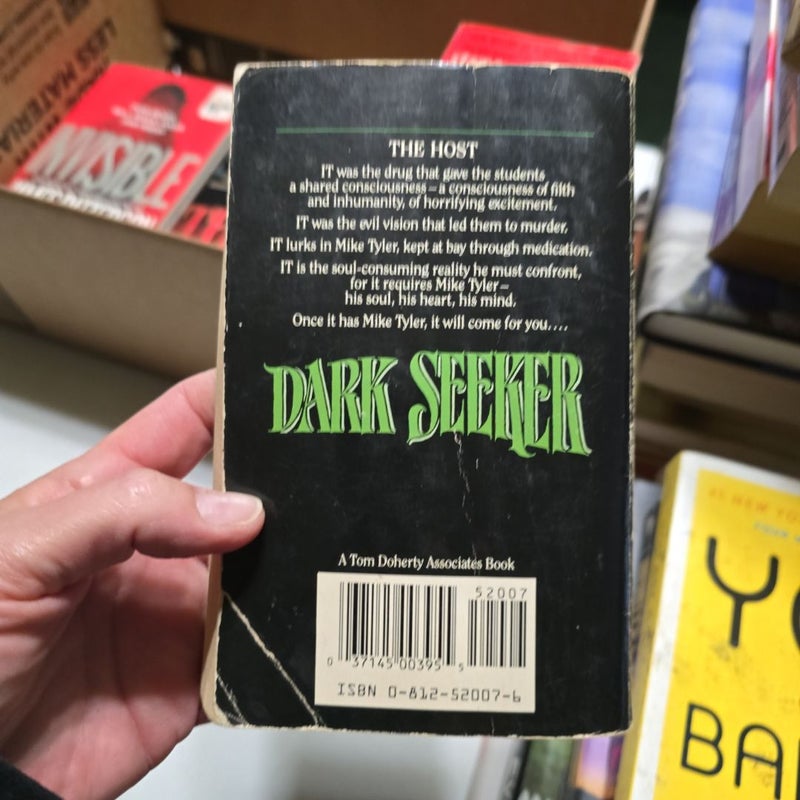 THE HOST
IT was the drug that gave the students
a shared consciousness—a consciousness of filth
and inhumanity, of horrifying excitement.
IT was the evil vision that led them to murder.
IT lurks in Mike Tyler, kept at bay through medication.
IT is the soul-consuming reality he must confront,
for it requires Mike Tyler—
his soul, his heart, his mind.
Once it has Mike Tyler, it will come for you....
DARK SEEKER
A Tom Doherty Associates Book
52007
0 37145 00395 5
ISBN 0-812-52007-6
INVISIBLE
LESS MATERIA
YO
BA